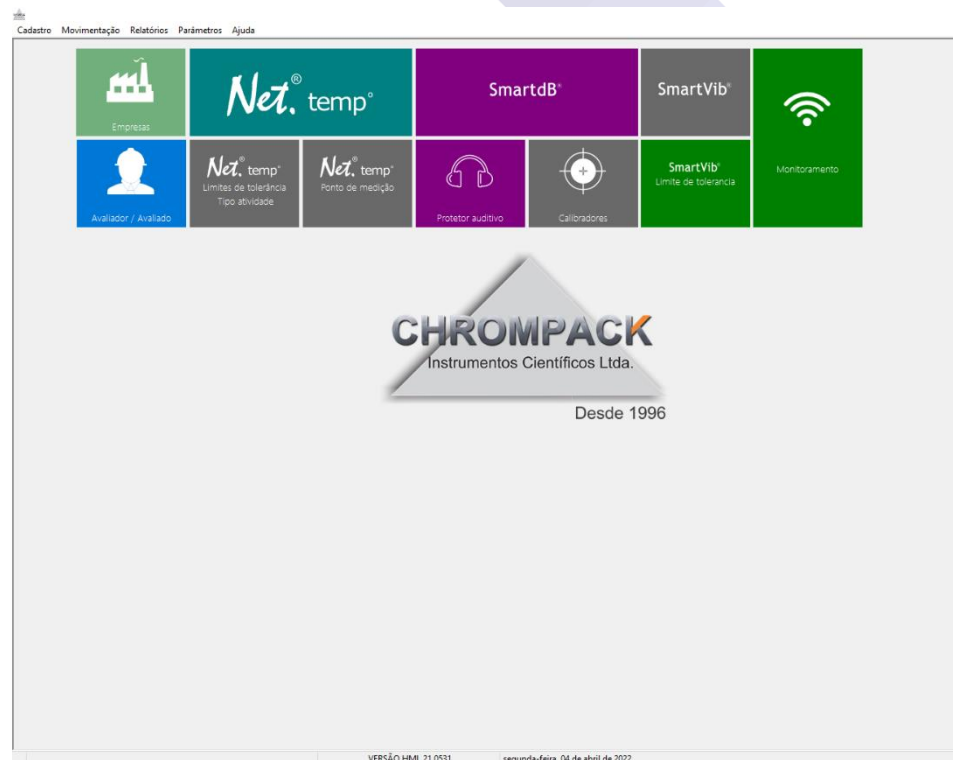 Cadastro Movimentação Relatórios Parâmetros Ajuda
Empresas
Net.® temp°
SmartdB®
SmartVib®
Monitoramento
Avaliador / Avaliado
Net.® temp°
Limites de tolerância
Tipo atividade
Net.® temp°
Ponto de medição
Protetor auditivo
Calibradores
SmartVib®
Limite de tolerancia
CHROMPACK
Instrumentos Científicos Ltda.
Desde 1996
VERSÃO HML 21.0531 segunda-feira, 04 de abril de 2022